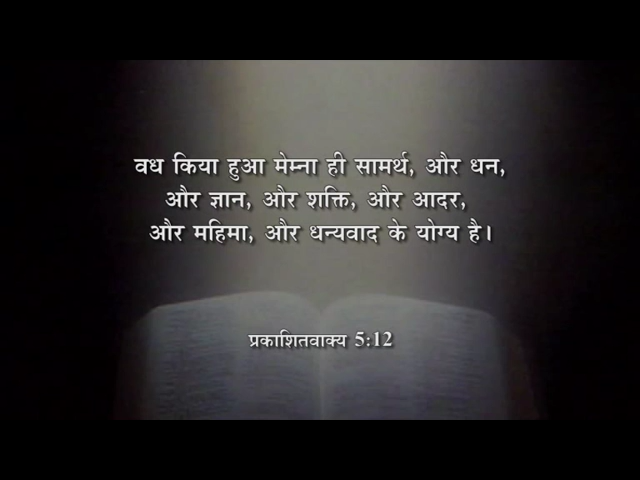 वध किया हुआ मेम्ना ही सामर्थ, और धन,
और ज्ञान, और शक्ति, और आदर,
और महिमा, और धन्यवाद के योग्य है।
प्रकाशितवाक्य 5:12